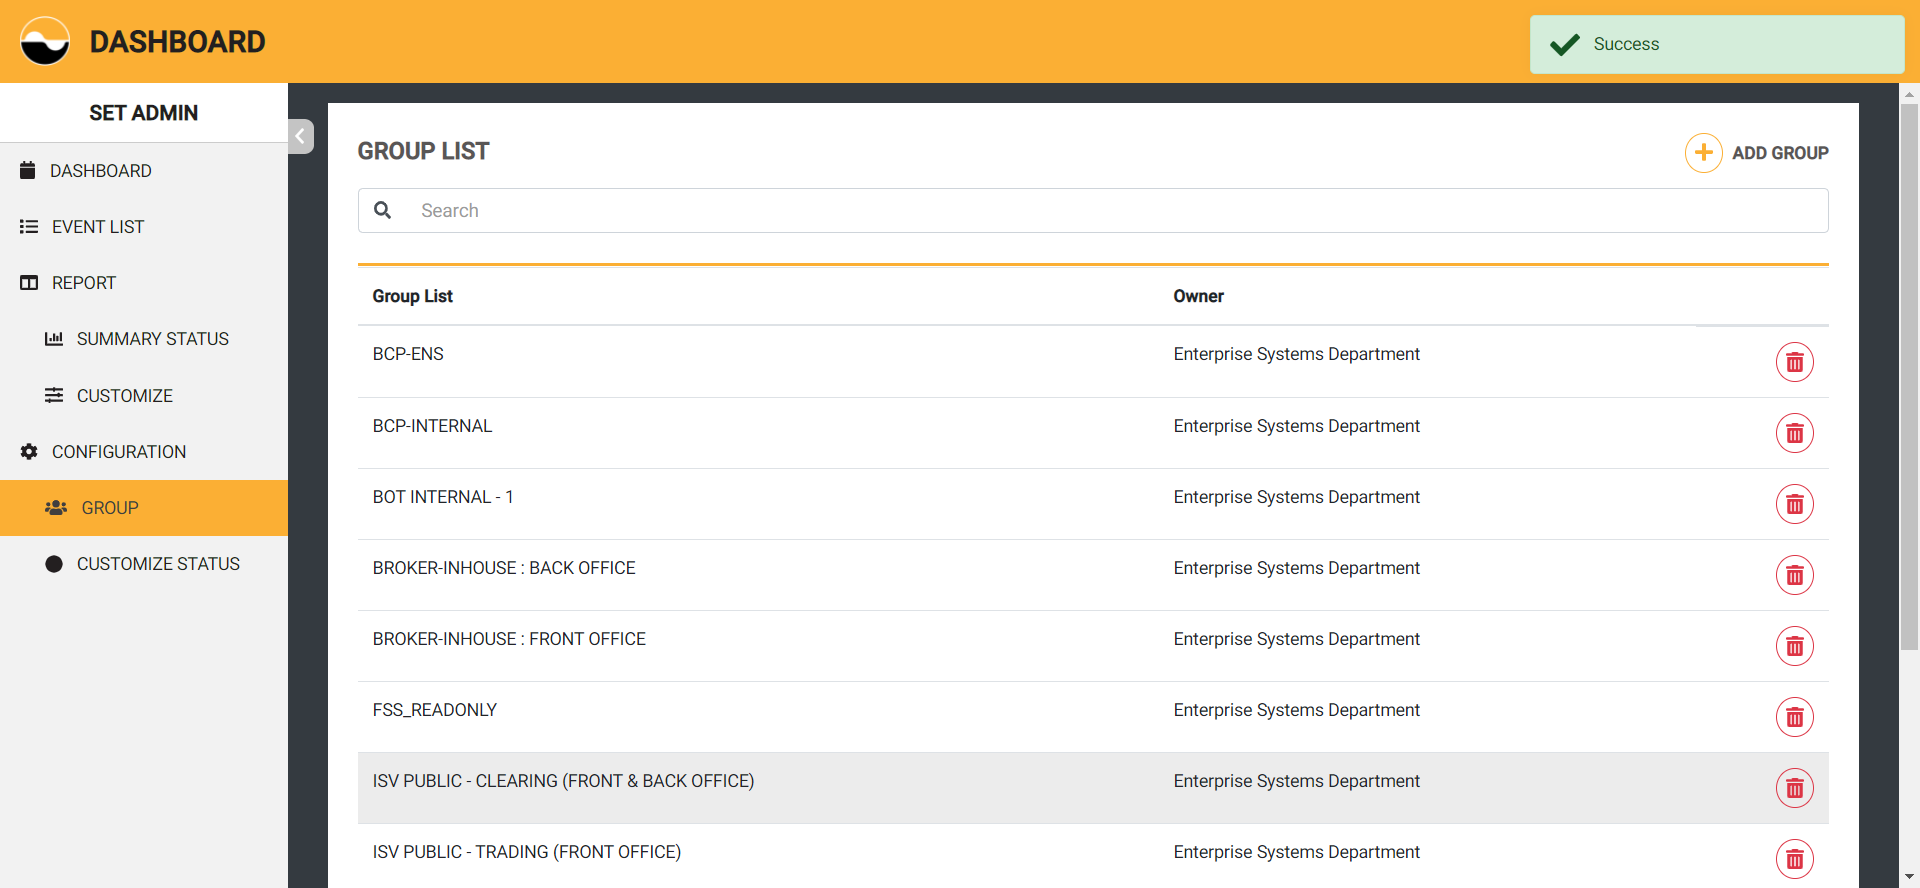 DASHBOARD
Success
SET ADMIN
DASHBOARD
EVENT LIST
REPORT
SUMMARY STATUS
CUSTOMIZE
CONFIGURATION
GROUP
CUSTOMIZE STATUS
GROUP LIST
ADD GROUP
Search
Group List Owner
BCP-ENS Enterprise Systems Department
BCP-INTERNAL Enterprise Systems Department
BOT INTERNAL - 1 Enterprise Systems Department
BROKER-INHOUSE : BACK OFFICE Enterprise Systems Department
BROKER-INHOUSE : FRONT OFFICE Enterprise Systems Department
FSS_READONLY Enterprise Systems Department
ISV PUBLIC - CLEARING (FRONT & BACK OFFICE) Enterprise Systems Department
ISV PUBLIC - TRADING (FRONT OFFICE) Enterprise Systems Department